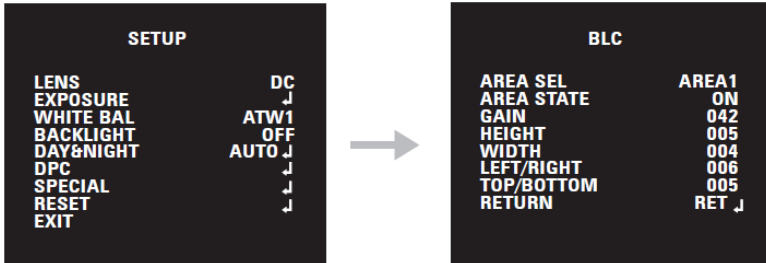 SETUP
LENS DC
EXPOSURE ↲
WHITE BAL ATW1
BACKLIGHT OFF
DAY&NIGHT AUTO ↲
DPC ↲
SPECIAL ↲
RESET ↲
EXIT
BLC
AREA SEL AREA1
AREA STATE ON
GAIN 042
HEIGHT 005
WIDTH 004
LEFT/RIGHT 006
TOP/BOTTOM 005
RETURN RET ↲